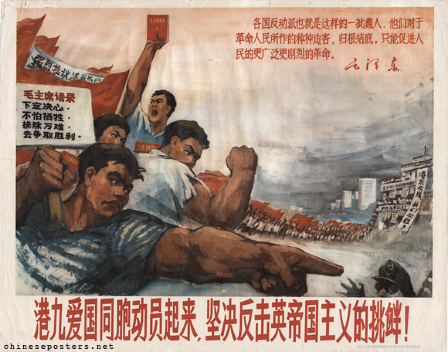 各国反动派也就是这样的一批蠢人，他们对于
革命人民所作的种种迫害，归根结底，只能促进人
民的更广泛更剧烈的革命。
毛泽东
毛主席语录
下定决心，
不怕牺牲，
排除万难，
去争取胜利。
港九爱国同胞动员起来，坚决反击英帝国主义的挑衅！
chineseposters.net